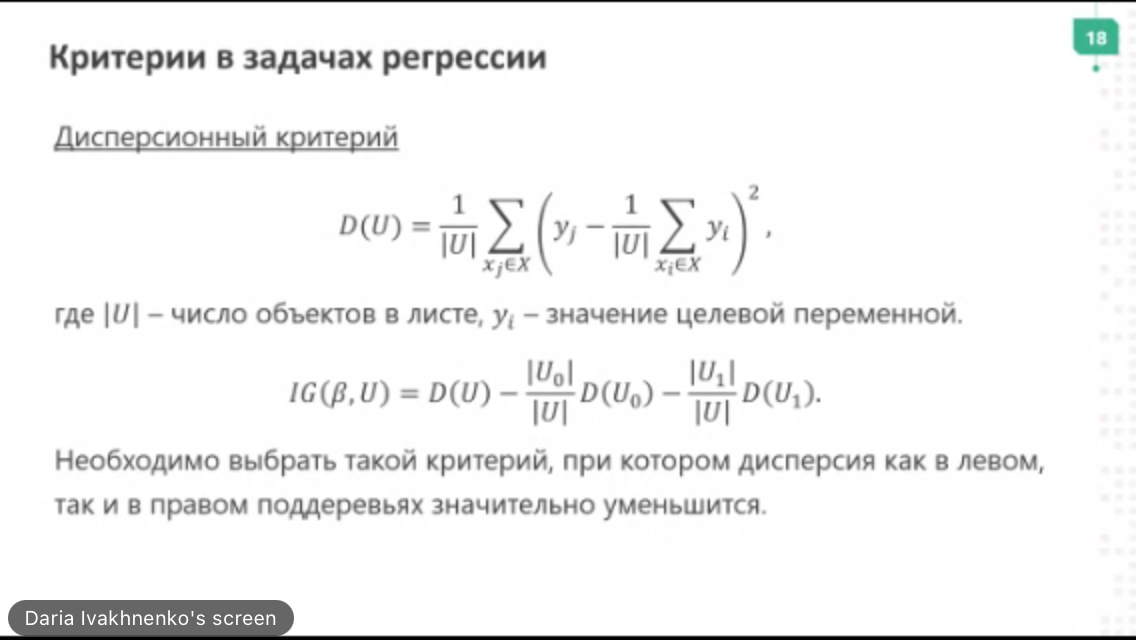 18
Критерии в задачах регрессии
Дисперсионный критерий
D(U) = \frac{1}{|U|} \sum_{x_j \in X} \left( y_j - \frac{1}{|U|} \sum_{x_i \in X} y_i \right)^2,
где |U| – число объектов в листе, y_i – значение целевой переменной.
IG(β, U) = D(U) − \frac{|U_0|}{|U|} D(U_0) − \frac{|U_1|}{|U|} D(U_1).
Необходимо выбрать такой критерий, при котором дисперсия как в левом,
так и в правом поддеревьях значительно уменьшится.
Daria Ivakhnenko's screen